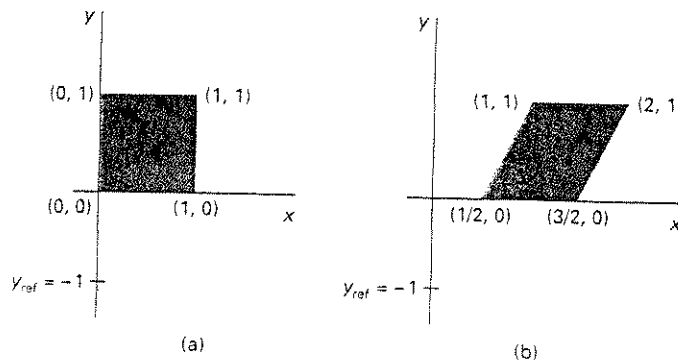 y
(0, 1)
(1, 1)
(0, 0)
(1, 0)
x
y_ref = −1
(a)
y
(1, 1)
(2, 1
(1/2, 0)
(3/2, 0)
x
y_ref = −1
(b)